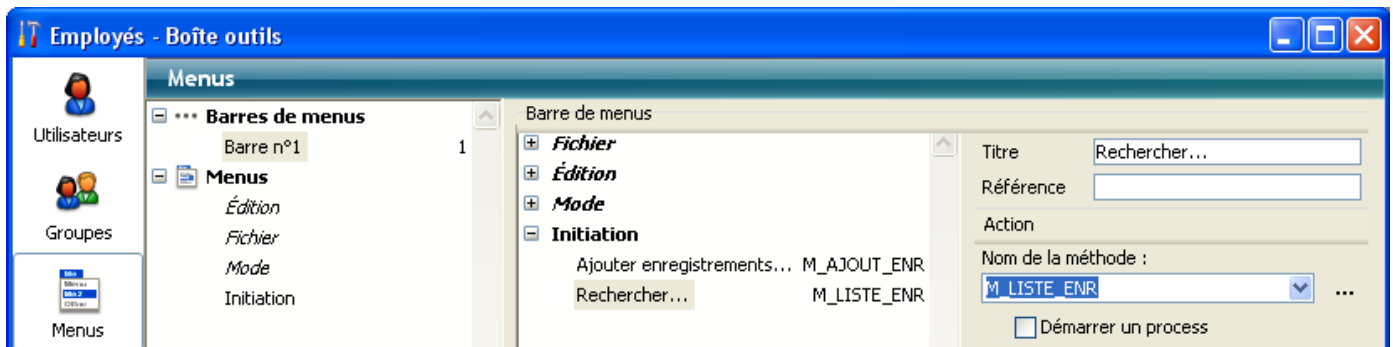 Employés - Boîte outils
Utilisateurs
Groupes
Menus
Menus
Barres de menus
Barre n°1 1
Menus
Édition
Fichier
Mode
Initiation
Barre de menus
Fichier
Édition
Mode
Initiation
Ajouter enregistrements... M_AJOUT_ENR
Rechercher... M_LISTE_ENR
Titre Rechercher...
Référence
Action
Nom de la méthode :
M_LISTE_ENR ...
Démarrer un process